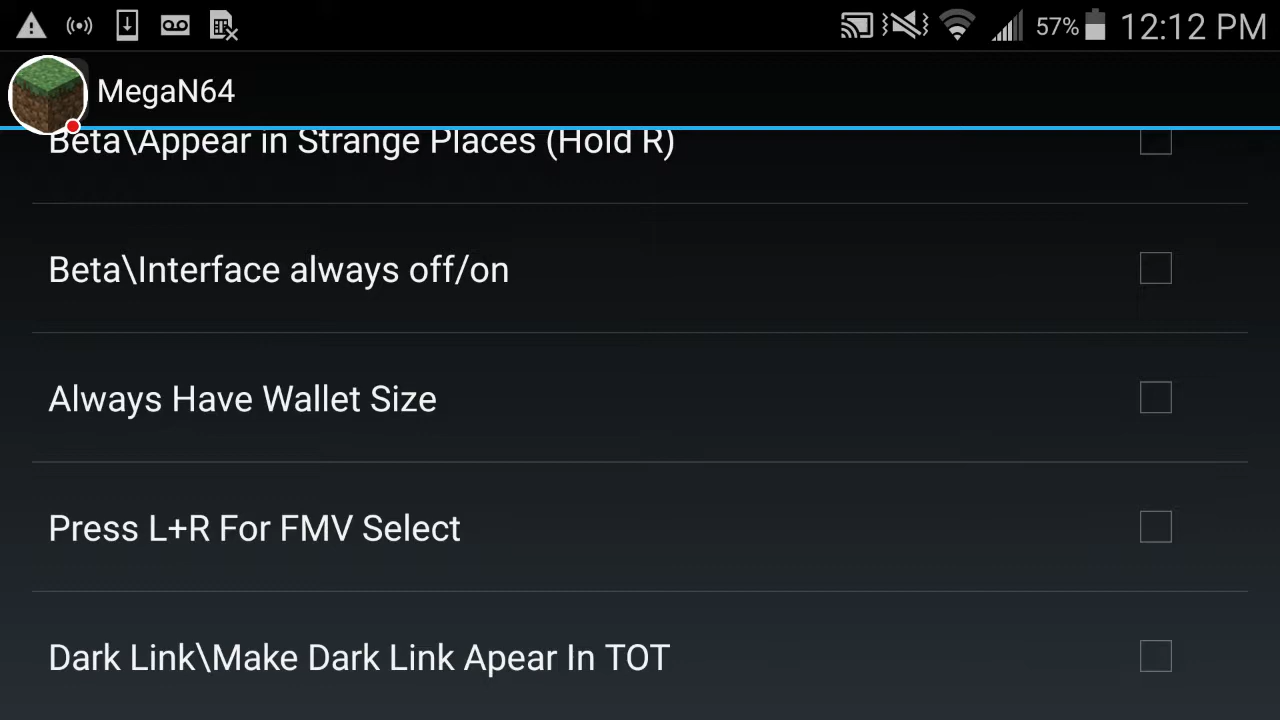 57% 12:12 PM
MegaN64
Beta\Appear in Strange Places (Hold R)
Beta\Interface always off/on
Always Have Wallet Size
Press L+R For FMV Select
Dark Link\Make Dark Link Apear In TOT